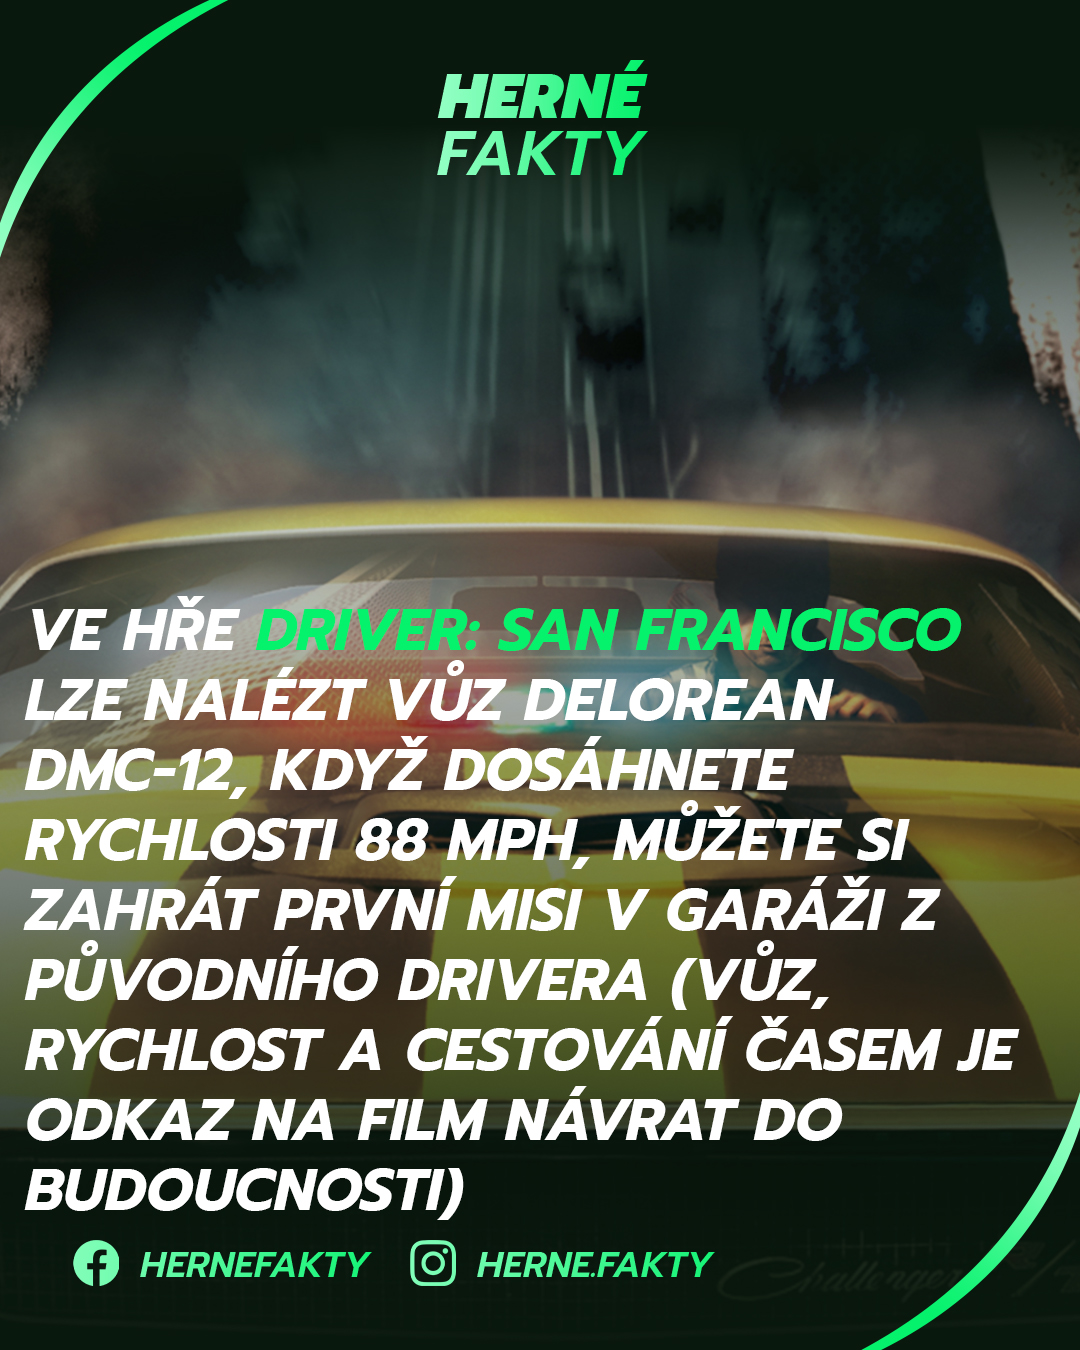 HERNÉ
FAKTY
VE HŘE DRIVER: SAN FRANCISCO
LZE NALÉZT VŮZ DELOREAN
DMC-12, KDYŽ DOSÁHNETE
RYCHLOSTI 88 MPH, MŮŽETE SI
ZAHRÁT PRVNÍ MISI V GARÁŽI Z
PŮVODNÍHO DRIVERA (VŮZ,
RYCHLOST A CESTOVÁNÍ ČASEM JE
ODKAZ NA FILM NÁVRAT DO
BUDOUCNOSTI)
HERNEFAKTY HERNE.FAKTY
Challenger